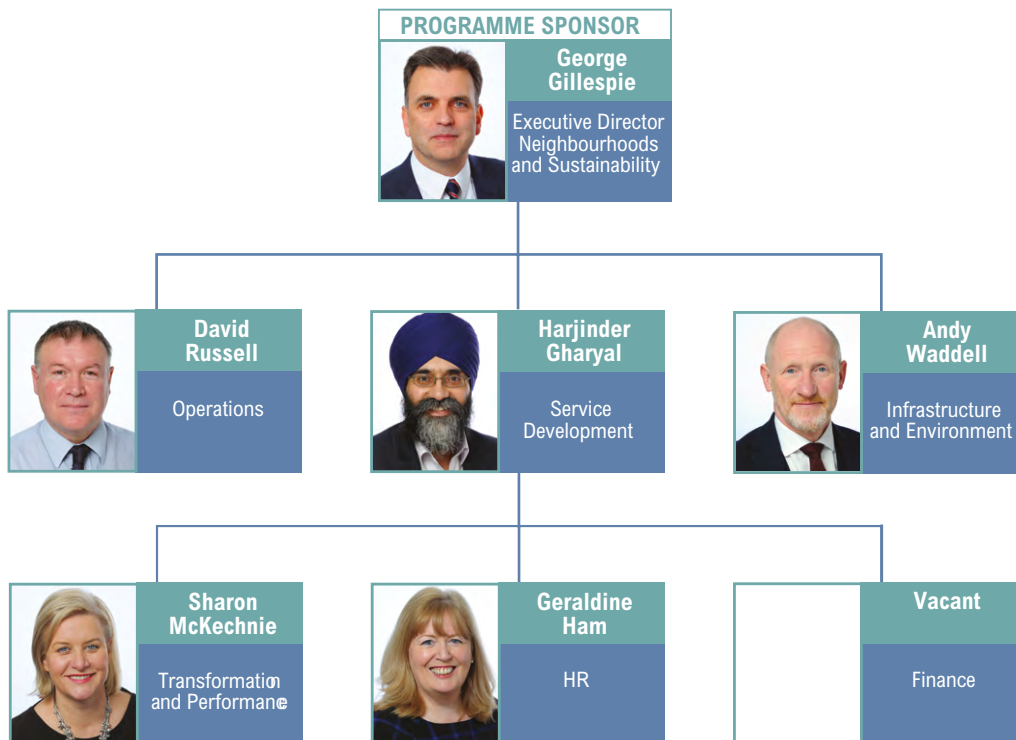 PROGRAMME SPONSOR
George
Gillespie
Executive Director
Neighbourhoods
and Sustainability
David
Russell
Operations
Harjinder
Gharyal
Service
Development
Andy
Waddell
Infrastructure
and Environment
Sharon
McKechnie
Transformation
and Performance
Geraldine
Ham
HR
Vacant
Finance